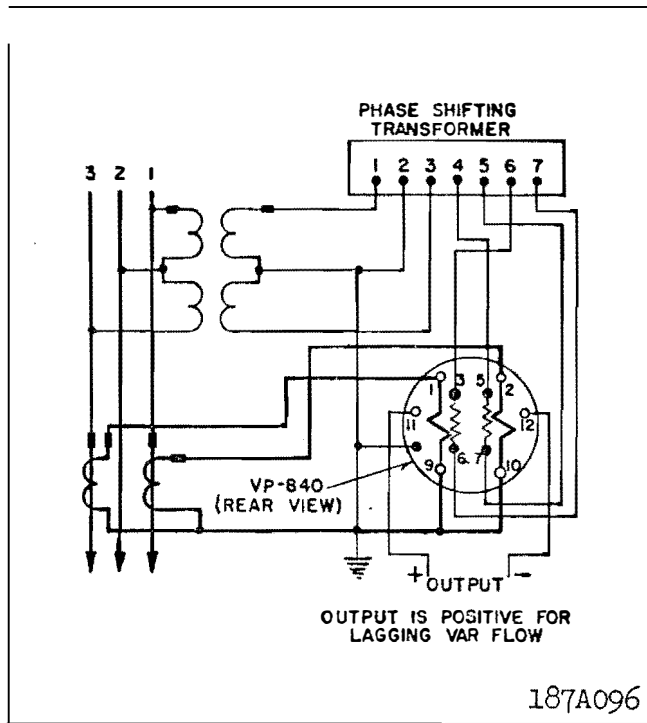 PHASE SHIFTING
TRANSFORMER
1 2 3 4 5 6 7
3 2 1
1 3 5 2
11 12
9 6 7 10
VP-840
(REAR VIEW)
+ OUTPUT -
OUTPUT IS POSITIVE FOR
LAGGING VAR FLOW
187A096